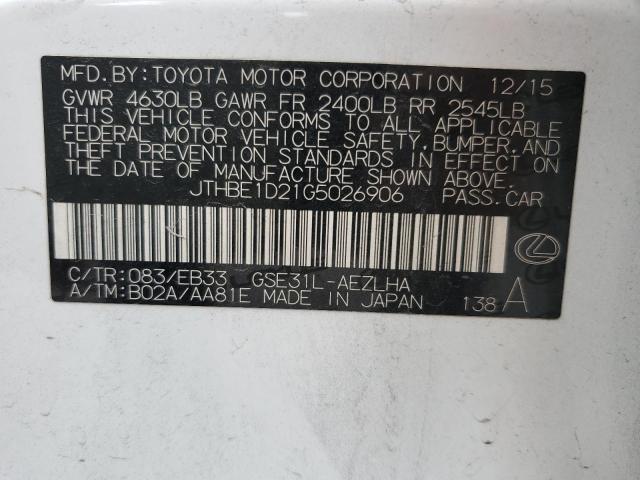 MFD.BY:TOYOTA MOTOR CORPORATION 12/15
GVWR 4630LB GAWR FR 2400LB RR 2545LB
THIS VEHICLE CONFORMS TO ALL APPLICABLE
FEDERAL MOTOR VEHICLE SAFETY,BUMPER,AND
THEFT PREVENTION STANDARDS IN EFFECT ON
THE DATE OF MANUFACTURE SHOWN ABOVE.
JTHBE1D21G5026906 PASS.CAR
C/TR:083/EB33 GSE31L-AEZLHA
A/TM:B02A/AA81E MADE IN JAPAN 138 A